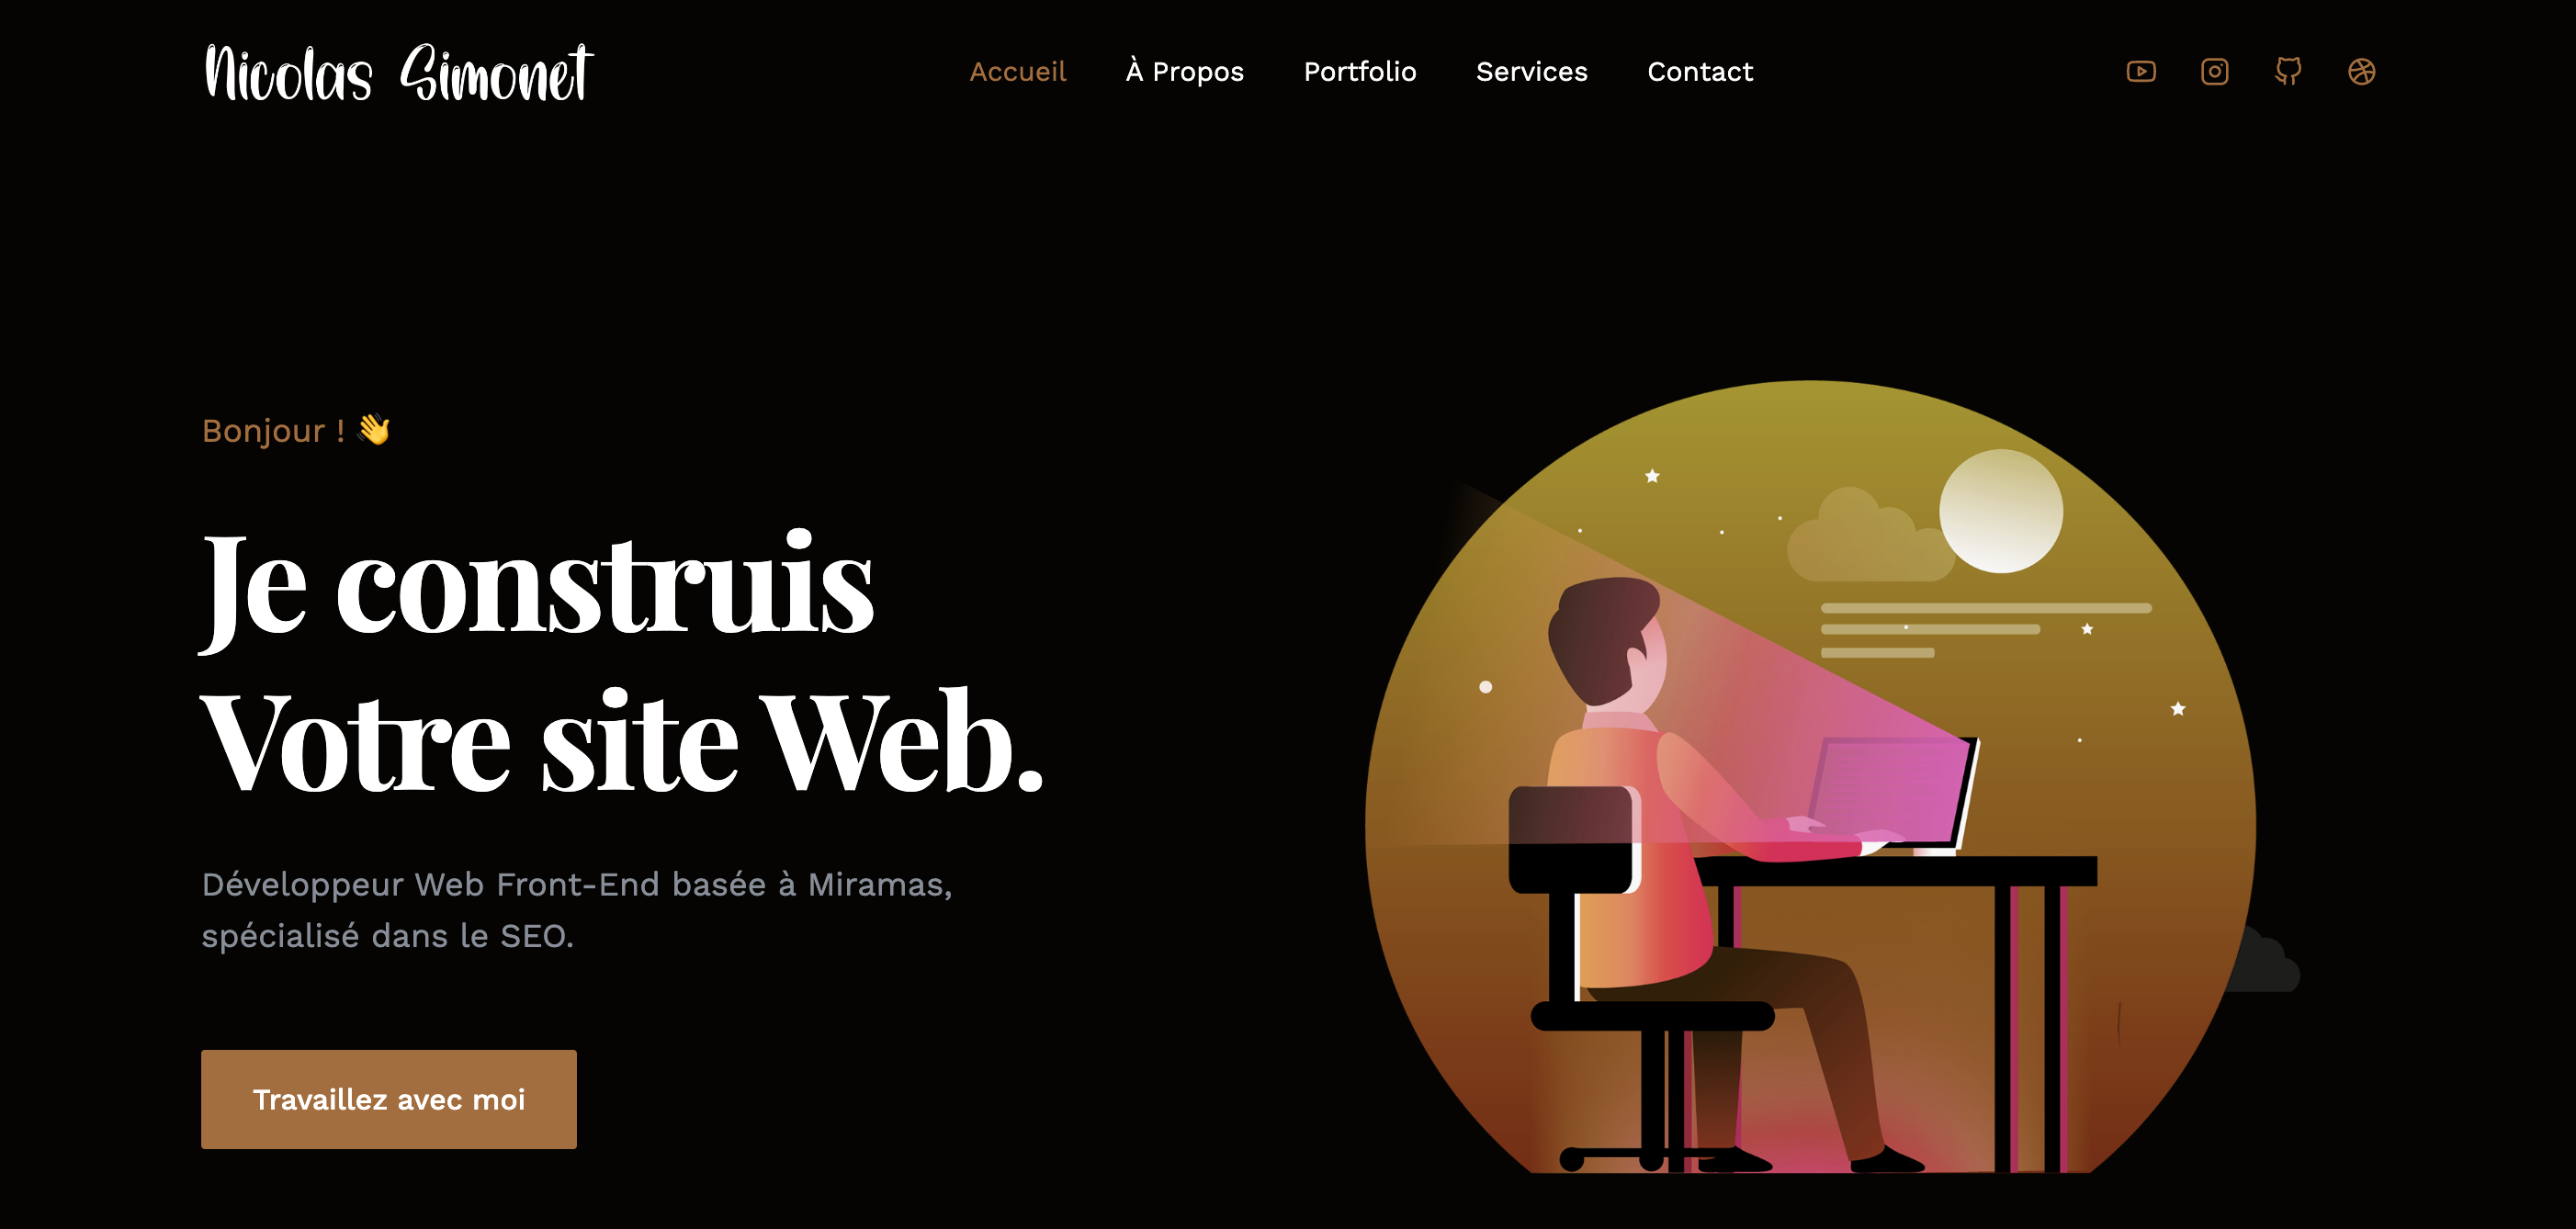 Nicolas Simonet
Accueil À Propos Portfolio Services Contact
Bonjour ! 👋
Je construis
Votre site Web.
Développeur Web Front-End basée à Miramas,
spécialisé dans le SEO.
Travaillez avec moi